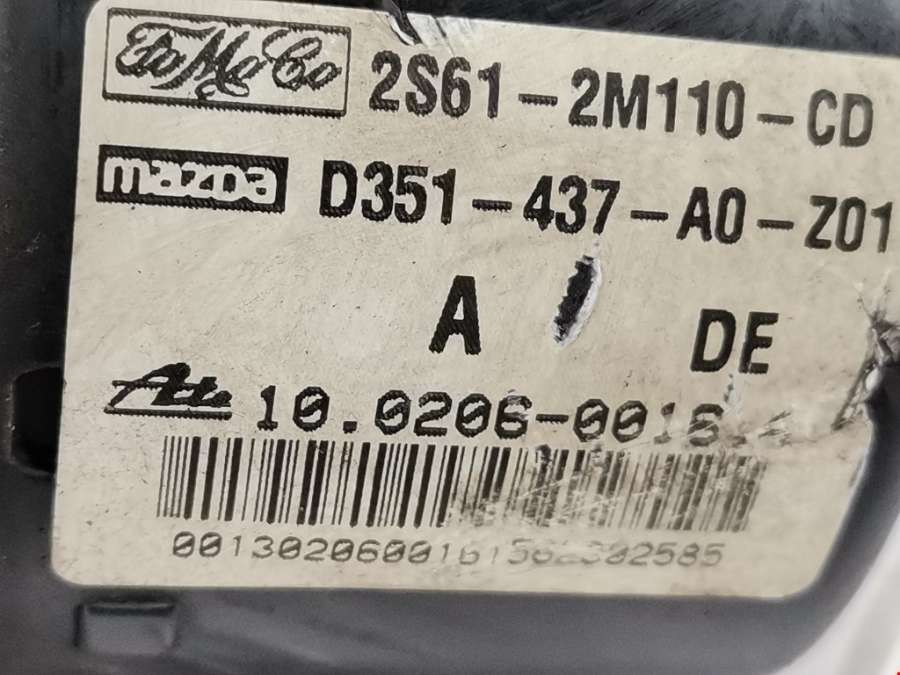 FoMoCo 2S61-2M110-CD
mazda D351-437-A0-Z01
A DE
Ate 10.0206-0016